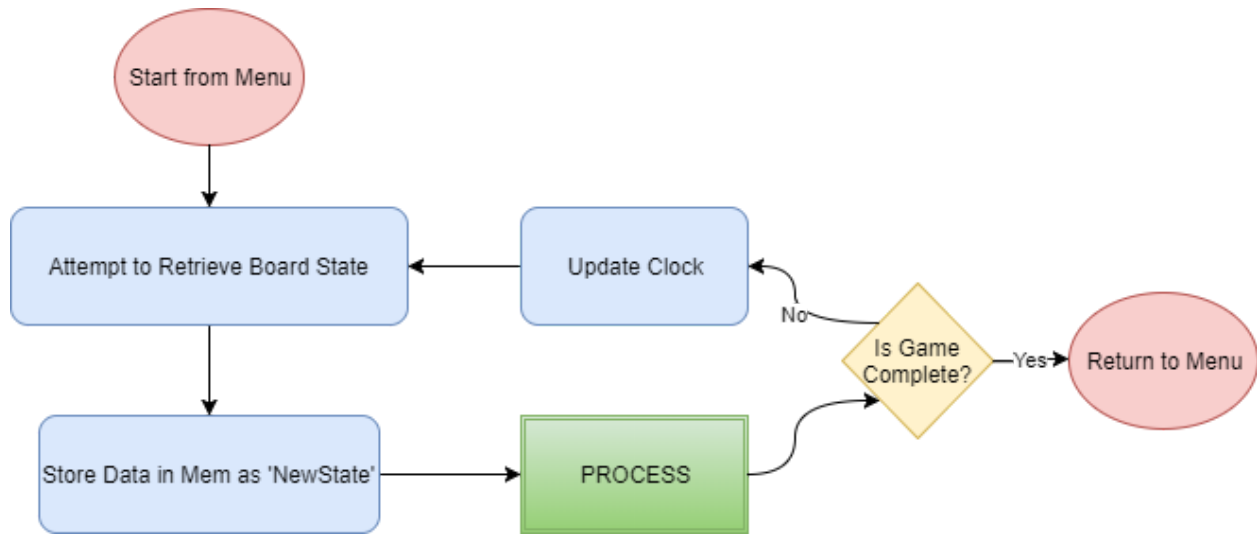 Start from Menu
Attempt to Retrieve Board State
Update Clock
No
Is Game
Complete?
Yes
Return to Menu
Store Data in Mem as 'NewState'
PROCESS